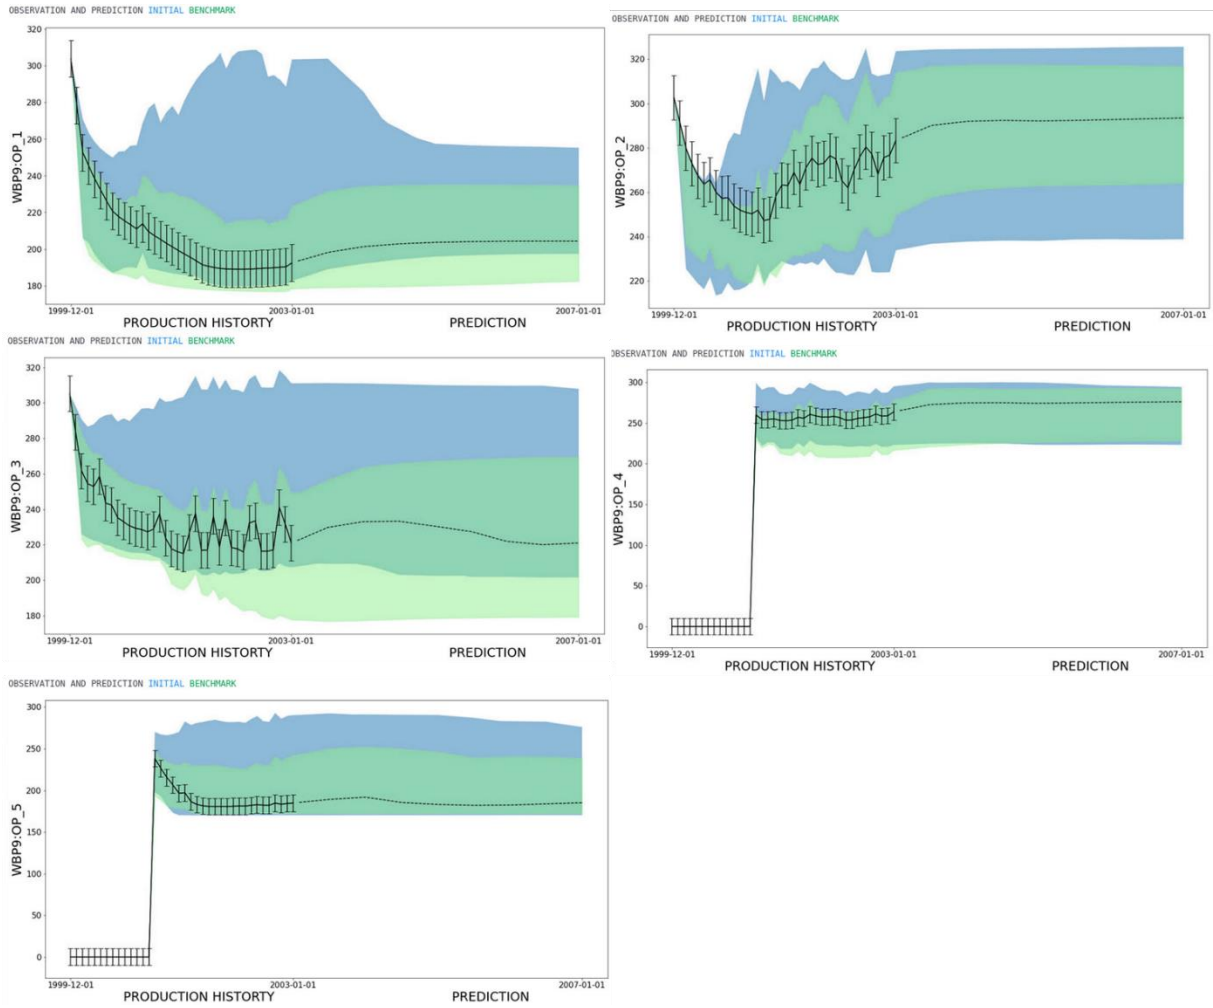 OBSERVATION AND PREDICTION INITIAL BENCHMARK
WBP9:OP_1
320
300
280
260
240
220
200
180
1999-12-01
2003-01-01
2007-01-01
PRODUCTION HISTORTY
PREDICTION
OBSERVATION AND PREDICTION INITIAL BENCHMARK
WBP9:OP_2
320
300
280
260
240
220
1999-12-01
2003-01-01
2007-01-01
PRODUCTION HISTORTY
PREDICTION
OBSERVATION AND PREDICTION INITIAL BENCHMARK
WBP9:OP_3
320
300
280
260
240
220
200
180
1999-12-01
2003-01-01
2007-01-01
PRODUCTION HISTORTY
PREDICTION
OBSERVATION AND PREDICTION INITIAL BENCHMARK
WBP9:OP_4
300
250
200
150
100
50
0
1999-12-01
2003-01-01
2007-01-01
PRODUCTION HISTORTY
PREDICTION
OBSERVATION AND PREDICTION INITIAL BENCHMARK
WBP9:OP_5
300
250
200
150
100
50
0
1999-12-01
2003-01-01
2007-01-01
PRODUCTION HISTORTY
PREDICTION